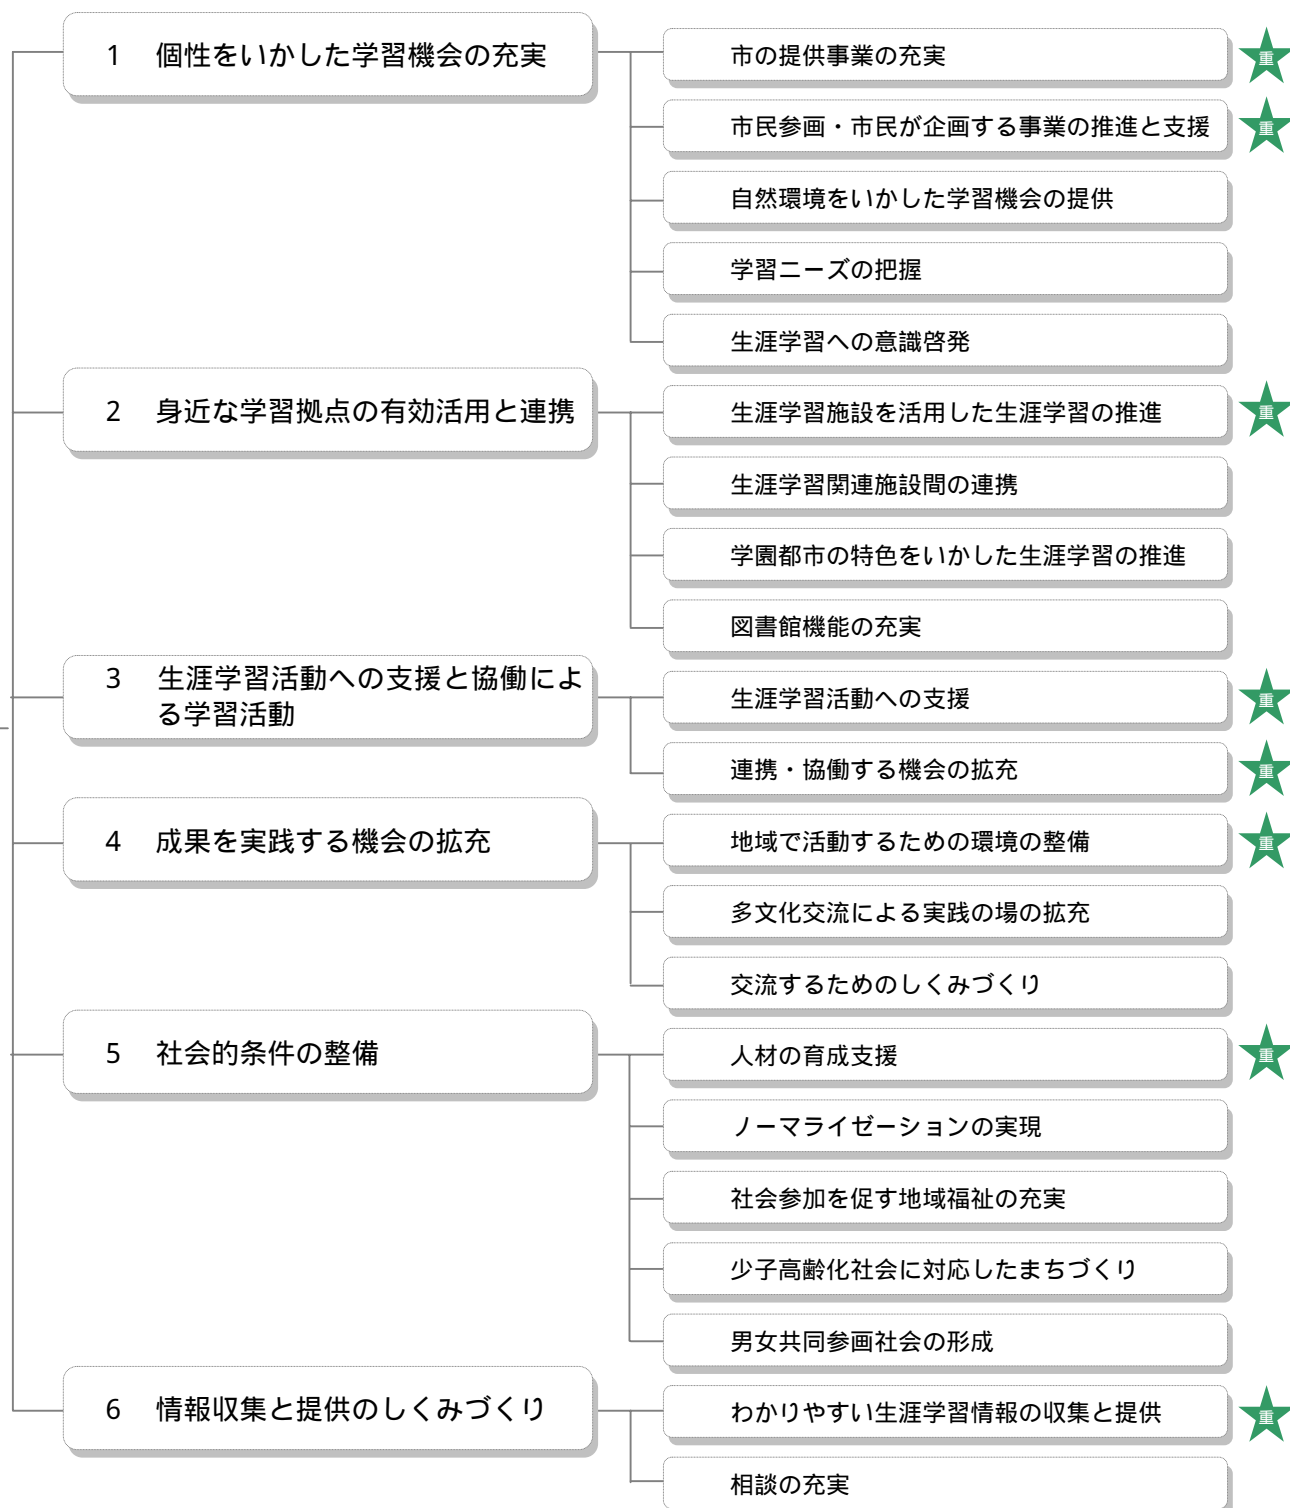 1 個性をいかした学習機会の充実
市の提供事業の充実
重
市民参画・市民が企画する事業の推進と支援
重
自然環境をいかした学習機会の提供
学習ニーズの把握
生涯学習への意識啓発
2 身近な学習拠点の有効活用と連携
生涯学習施設を活用した生涯学習の推進
重
生涯学習関連施設間の連携
学園都市の特色をいかした生涯学習の推進
図書館機能の充実
3 生涯学習活動への支援と協働によ
る学習活動
生涯学習活動への支援
重
連携・協働する機会の拡充
重
4 成果を実践する機会の拡充
地域で活動するための環境の整備
重
多文化交流による実践の場の拡充
交流するためのしくみづくり
5 社会的条件の整備
人材の育成支援
重
ノーマライゼーションの実現
社会参加を促す地域福祉の充実
少子高齢化社会に対応したまちづくり
男女共同参画社会の形成
6 情報収集と提供のしくみづくり
わかりやすい生涯学習情報の収集と提供
重
相談の充実